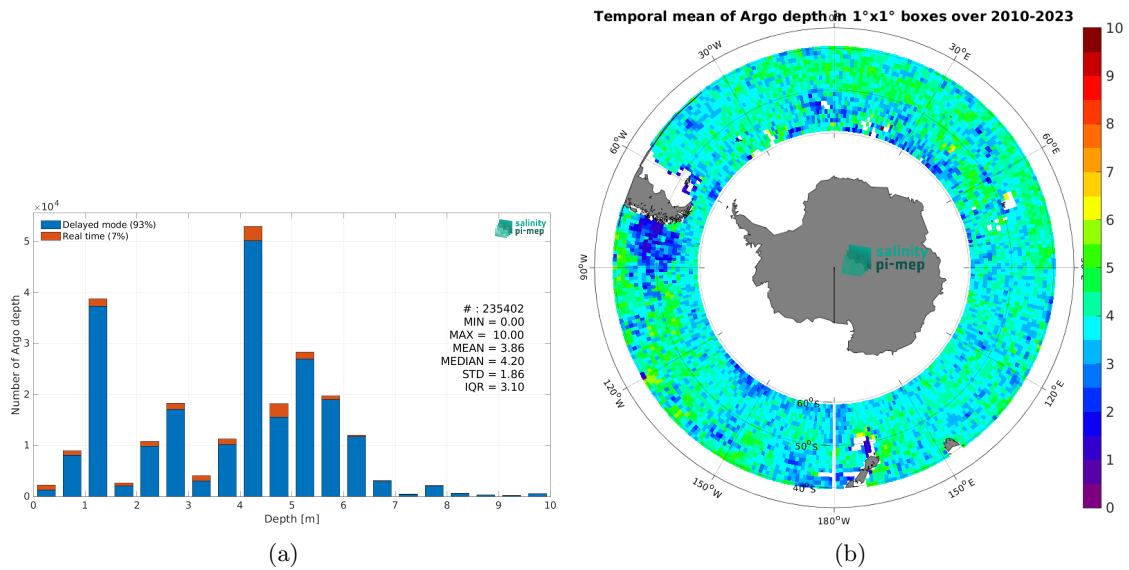 Temporal mean of Argo depth in 1°x1° boxes over 2010-2023
×10⁴
Delayed mode (93%)
Real time (7%)
salinity
pi-mep
# : 235402
MIN = 0.00
MAX = 10.00
MEAN = 3.86
MEDIAN = 4.20
STD = 1.86
IQR = 3.10
Number of Argo depth
5
4
3
2
1
0
0 1 2 3 4 5 6 7 8 9 10
Depth [m]
(a)
30°W
30°E
60°W
60°E
90°W
120°W
120°E
150°W
150°E
180°W
60°S
50°S
40°S
salinity
pi-mep
10
9
8
7
6
5
4
3
2
1
0
(b)